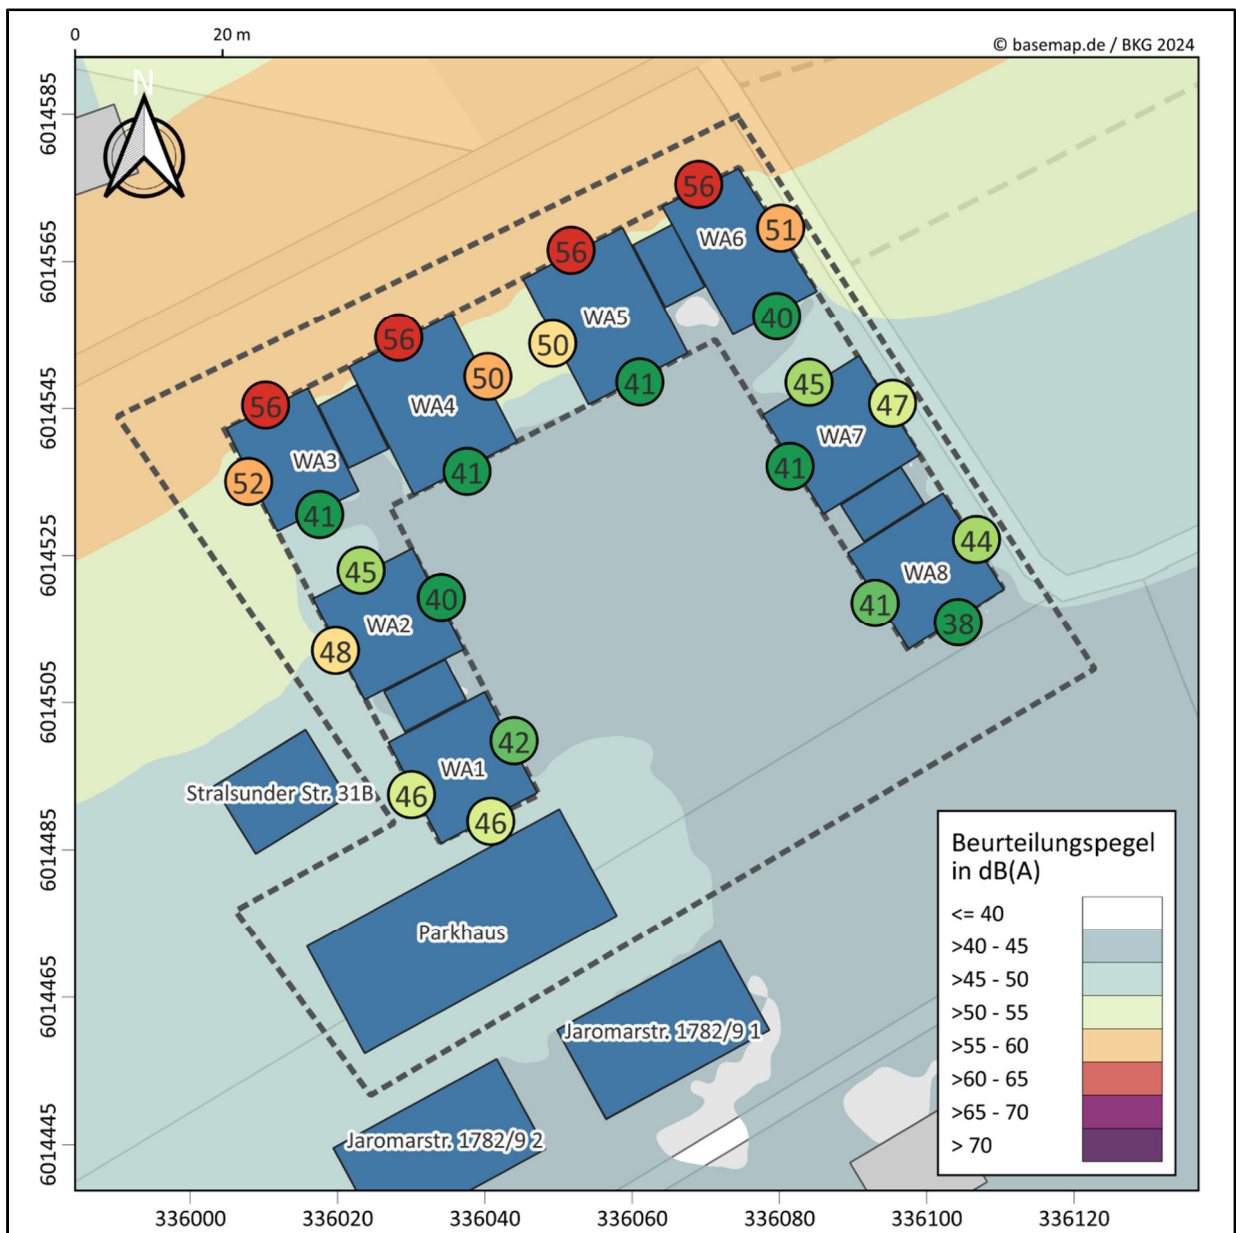 0
20 m
© basemap.de / BKG 2024
N
6014585
6014565
6014545
6014525
6014505
6014485
6014465
6014445
56
WA6
51
56
WA5
40
56
50
50
41
45
WA4
47
56
WA7
WA3
52
41
41
41
44
45
WA8
40
41
WA2
38
48
42
WA1
Stralsunder Str. 31B
46
46
Parkhaus
Jaromarstr. 1782/9 1
Jaromarstr. 1782/9 2
Beurteilungspegel
in dB(A)
<= 40
>40 - 45
>45 - 50
>50 - 55
>55 - 60
>60 - 65
>65 - 70
> 70
336000
336020
336040
336060
336080
336100
336120